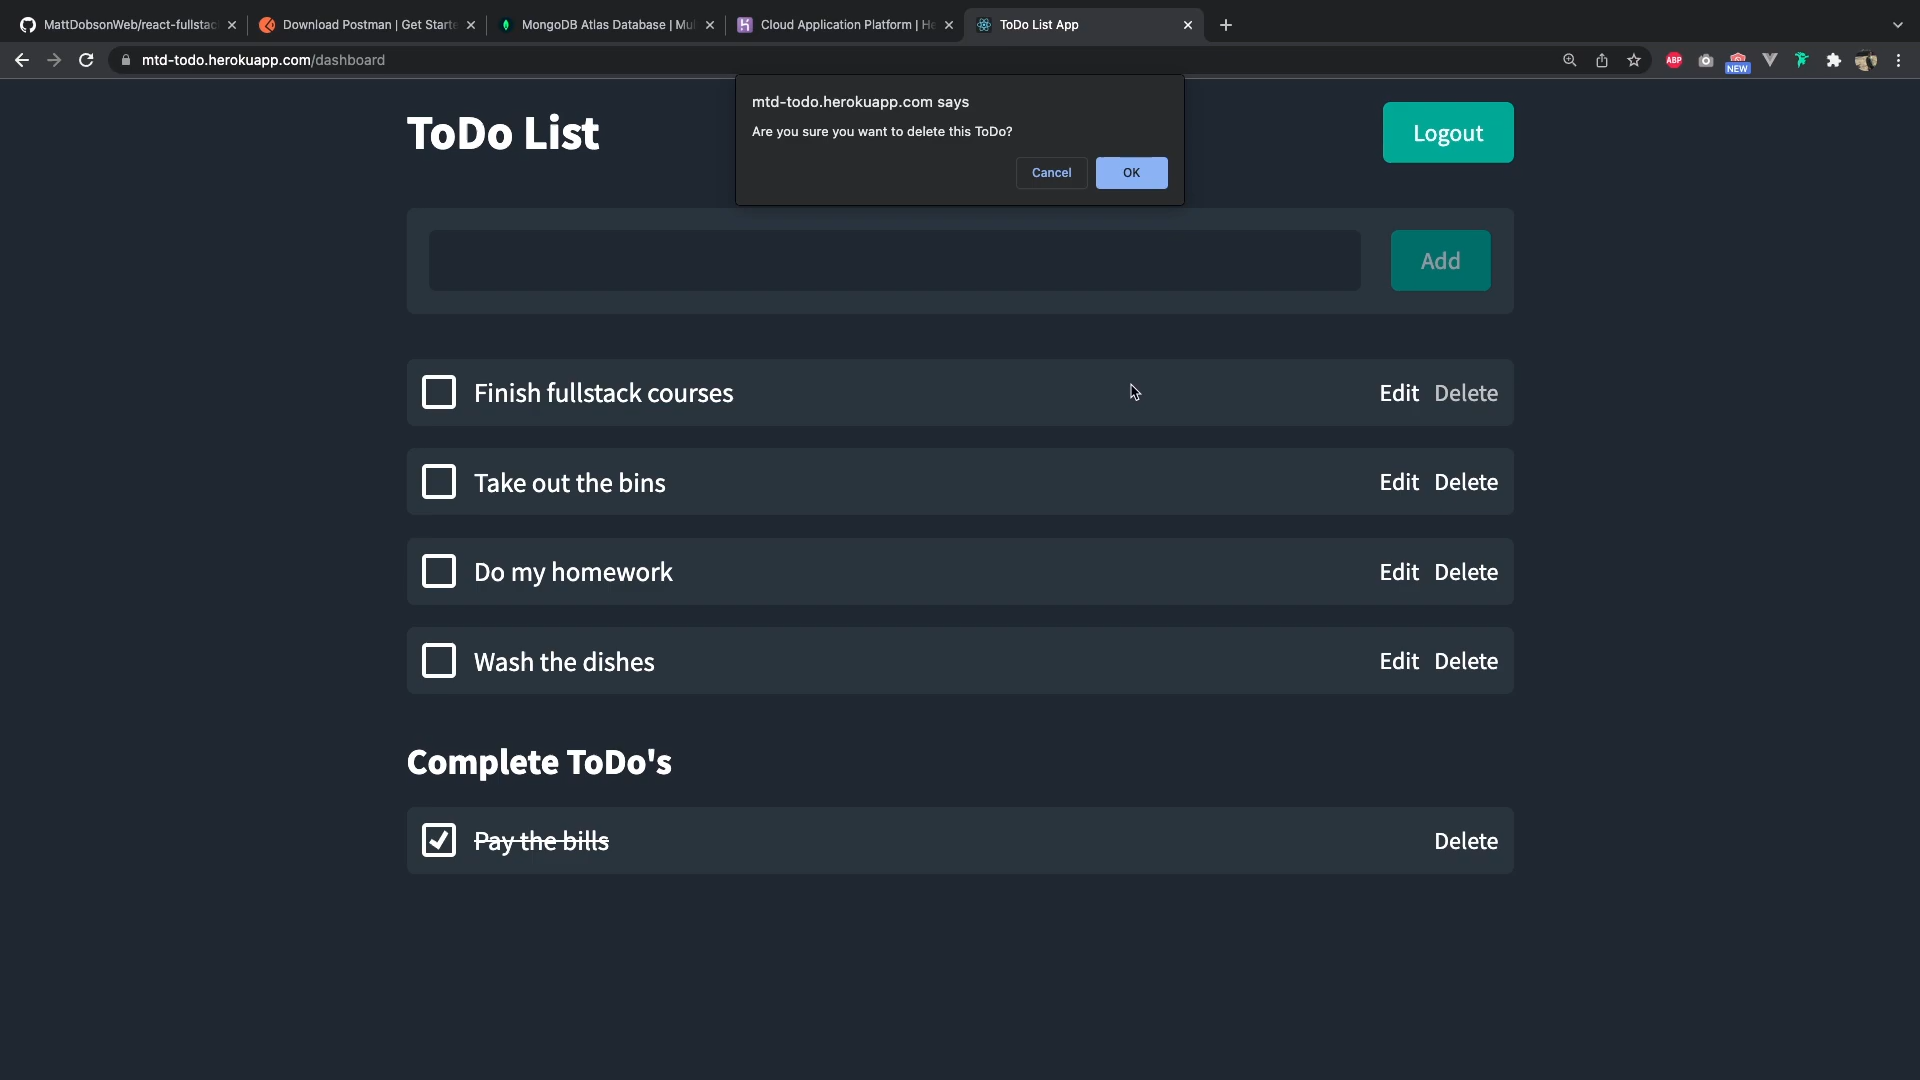 MattDobsonWeb/react-fullstac
Download Postman | Get Starte
MongoDB Atlas Database | Mul
Cloud Application Platform | He
ToDo List App
mtd-todo.herokuapp.com/dashboard
ABP
NEW
mtd-todo.herokuapp.com says
Are you sure you want to delete this ToDo?
Cancel
OK
ToDo List
Logout
Add
Finish fullstack courses
Edit Delete
Take out the bins
Edit Delete
Do my homework
Edit Delete
Wash the dishes
Edit Delete
Complete ToDo's
Pay the bills
Delete